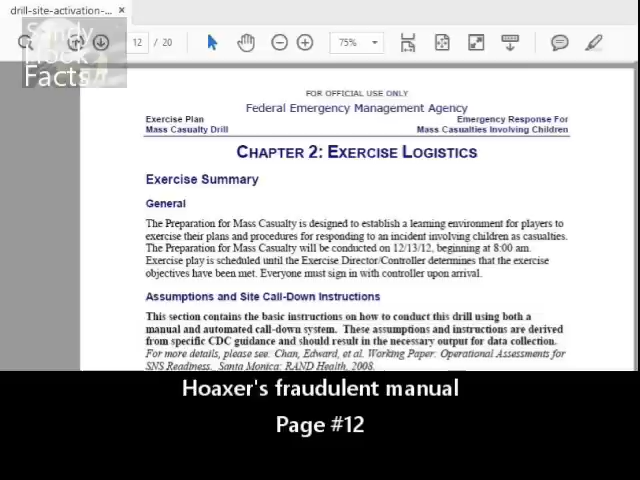 drill-site-activation-... ×
Sandy
Hook
Facts
12 / 20
75%
FOR OFFICIAL USE ONLY
Federal Emergency Management Agency
Exercise Plan
Mass Casualty Drill
Emergency Response For
Mass Casualties Involving Children
CHAPTER 2: EXERCISE LOGISTICS
Exercise Summary
General
The Preparation for Mass Casualty is designed to establish a learning environment for players to
exercise their plans and procedures for responding to an incident involving children as casualties.
The Preparation for Mass Casualty will be conducted on 12/13/12, beginning at 8:00 am.
Exercise play is scheduled until the Exercise Director/Controller determines that the exercise
objectives have been met. Everyone must sign in with controller upon arrival.
Assumptions and Site Call-Down Instructions
This section contains the basic instructions on how to conduct this drill using both a
manual and automated call-down system. These assumptions and instructions are derived
from specific CDC guidance and should result in the necessary output for data collection.
For more details, please see: Chan, Edward, et al. Working Paper: Operational Assessments for
SNS Readiness. Santa Monica: RAND Health, 2008.
Hoaxer's fraudulent manual
Page #12